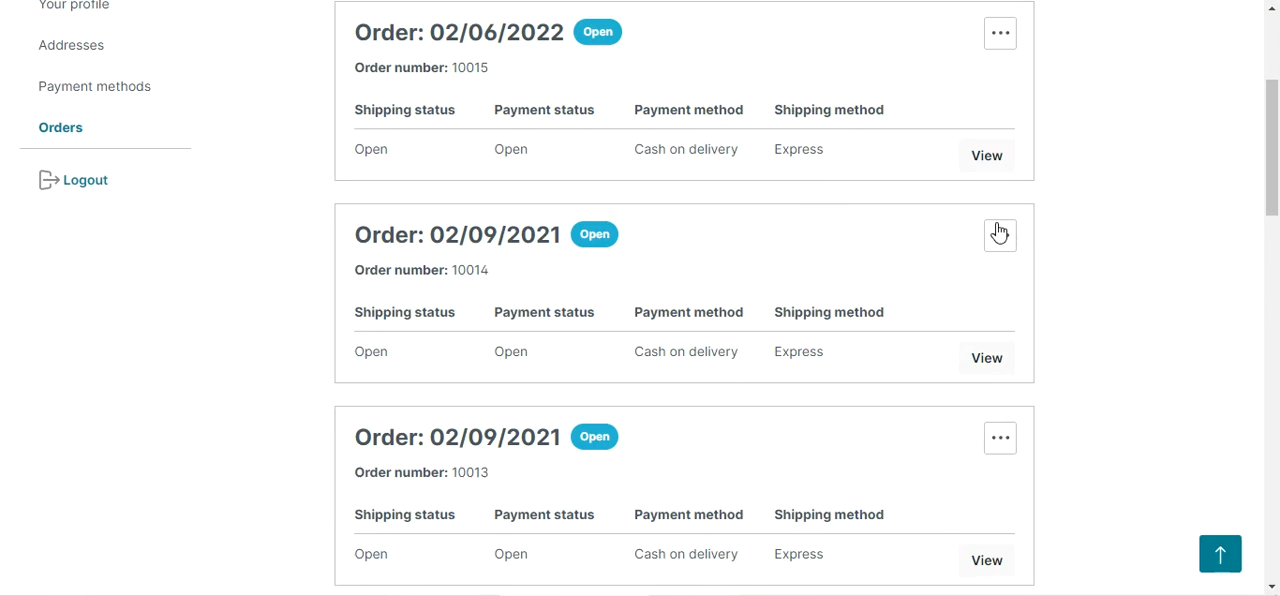 Your profile
Addresses
Payment methods
Orders
Logout
Order: 02/06/2022 Open
Order number: 10015
Shipping status Payment status Payment method Shipping method
Open Open Cash on delivery Express View
Order: 02/09/2021 Open
Order number: 10014
Shipping status Payment status Payment method Shipping method
Open Open Cash on delivery Express View
Order: 02/09/2021 Open
Order number: 10013
Shipping status Payment status Payment method Shipping method
Open Open Cash on delivery Express View